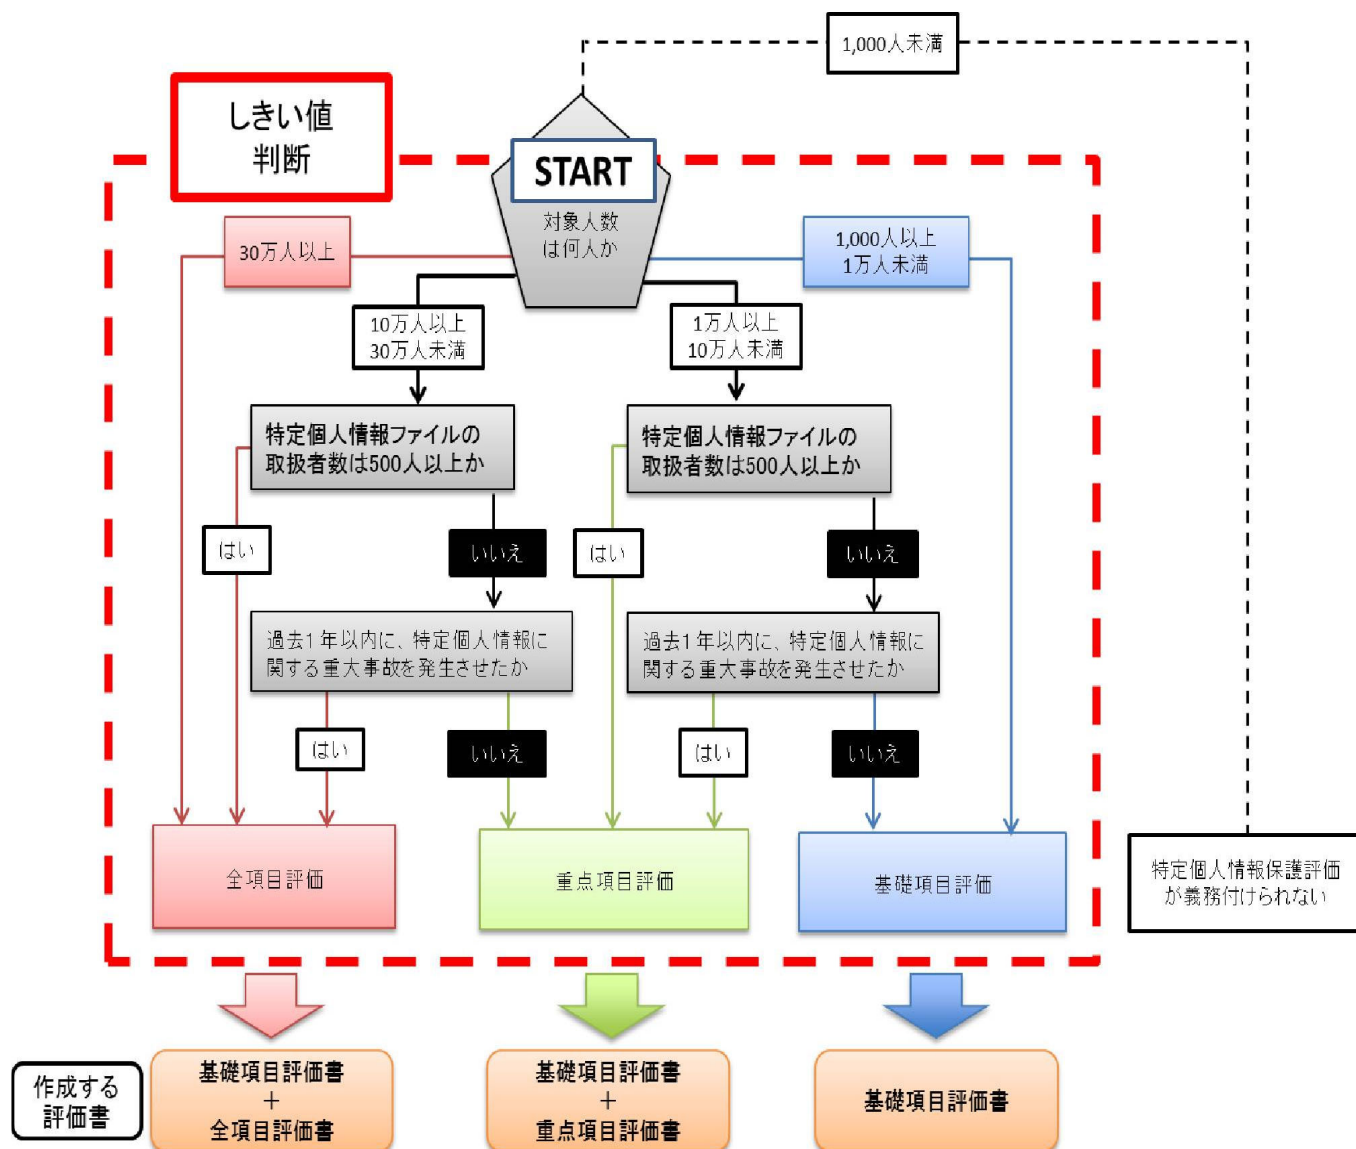 1,000人未満
しきい値
判断
START
対象人数
は何人か
30万人以上
1,000人以上
1万人未満
10万人以上
30万人未満
1万人以上
10万人未満
特定個人情報ファイルの
取扱者数は500人以上か
特定個人情報ファイルの
取扱者数は500人以上か
はい
いいえ
はい
いいえ
過去1年以内に、特定個人情報に
関する重大事故を発生させたか
過去1年以内に、特定個人情報に
関する重大事故を発生させたか
はい
いいえ
はい
いいえ
全項目評価
重点項目評価
基礎項目評価
特定個人情報保護評価
が義務付けられない
作成する
評価書
基礎項目評価書
+
全項目評価書
基礎項目評価書
+
重点項目評価書
基礎項目評価書